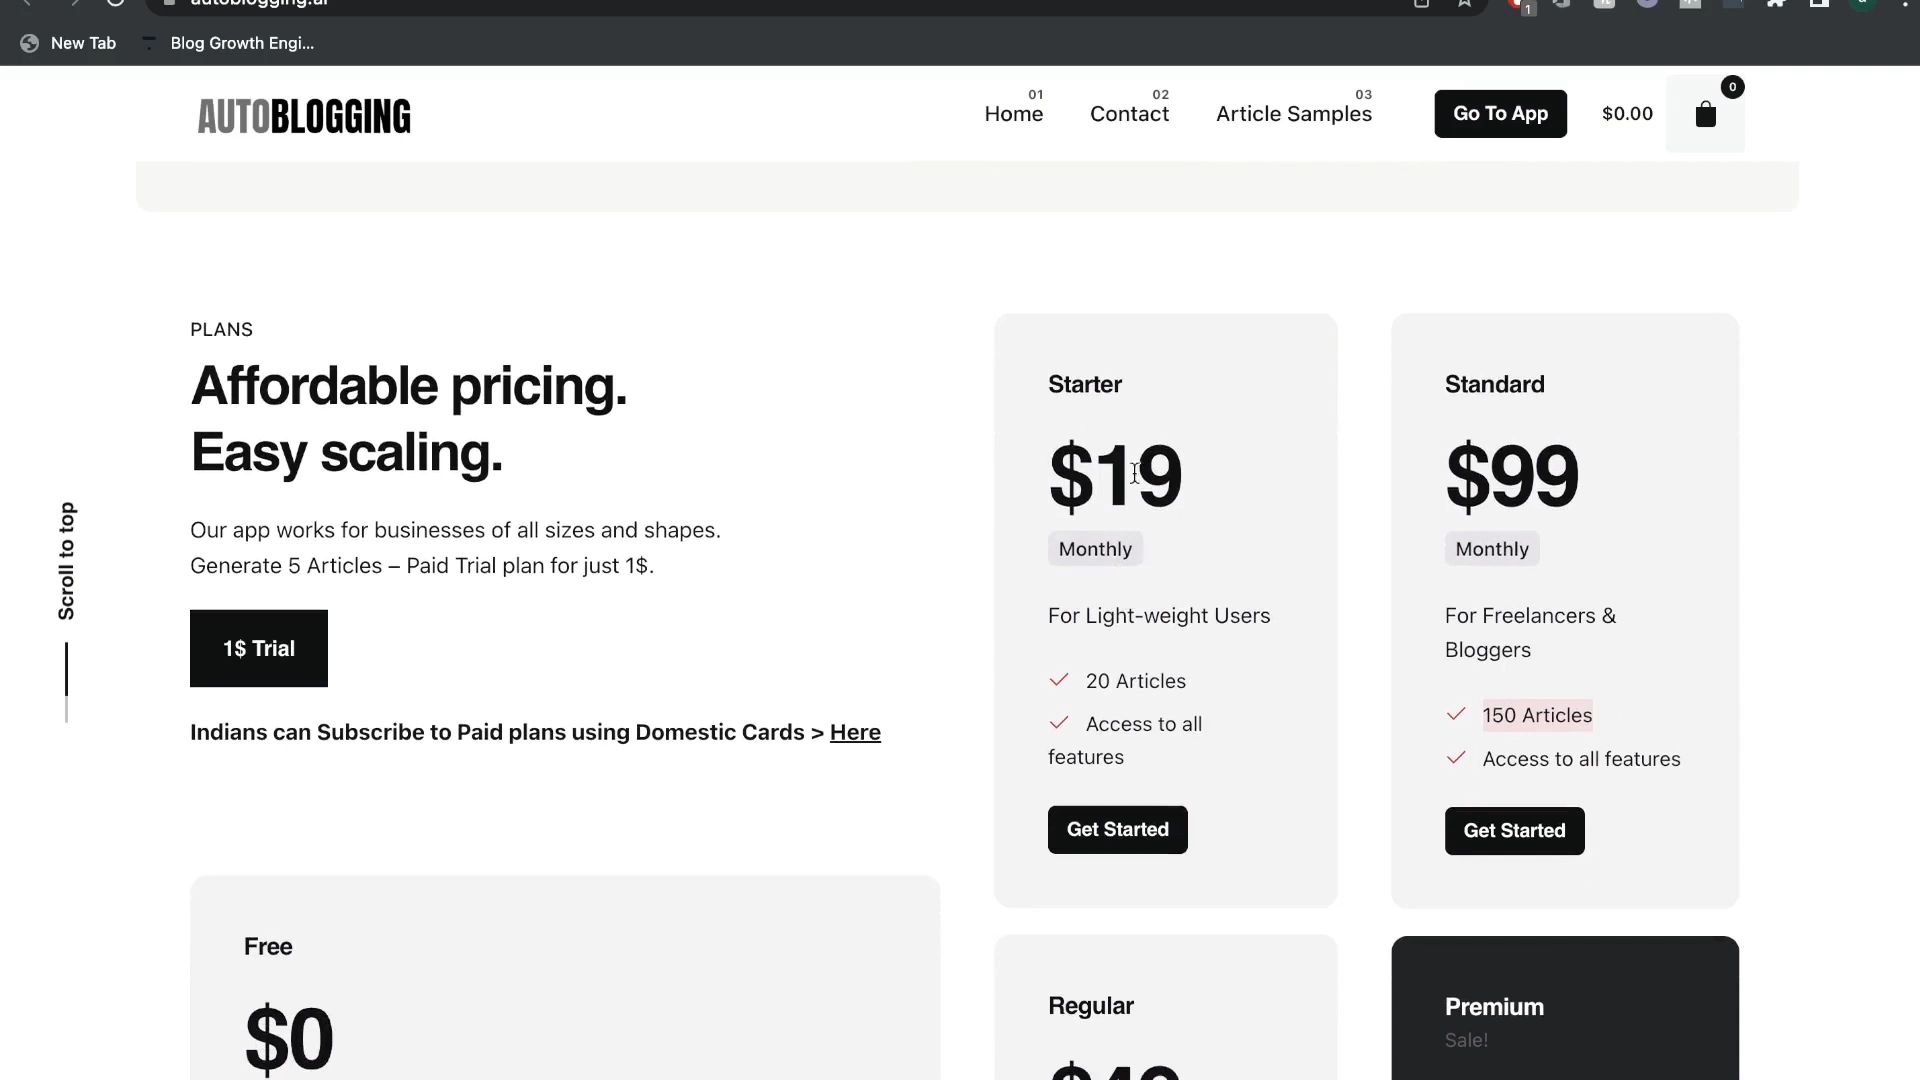 autoblogging.ai
1
New Tab
Blog Growth Engi...
AUTOBLOGGING
01
Home
02
Contact
03
Article Samples
Go To App
$0.00
0
PLANS
Affordable pricing.
Easy scaling.
Our app works for businesses of all sizes and shapes.
Generate 5 Articles – Paid Trial plan for just 1$.
1$ Trial
Indians can Subscribe to Paid plans using Domestic Cards > Here
Scroll to top
Starter
$19
Monthly
For Light-weight Users
20 Articles
Access to all
features
Get Started
Standard
$99
Monthly
For Freelancers &
Bloggers
150 Articles
Access to all features
Get Started
Free
$0
Regular
Premium
Sale!